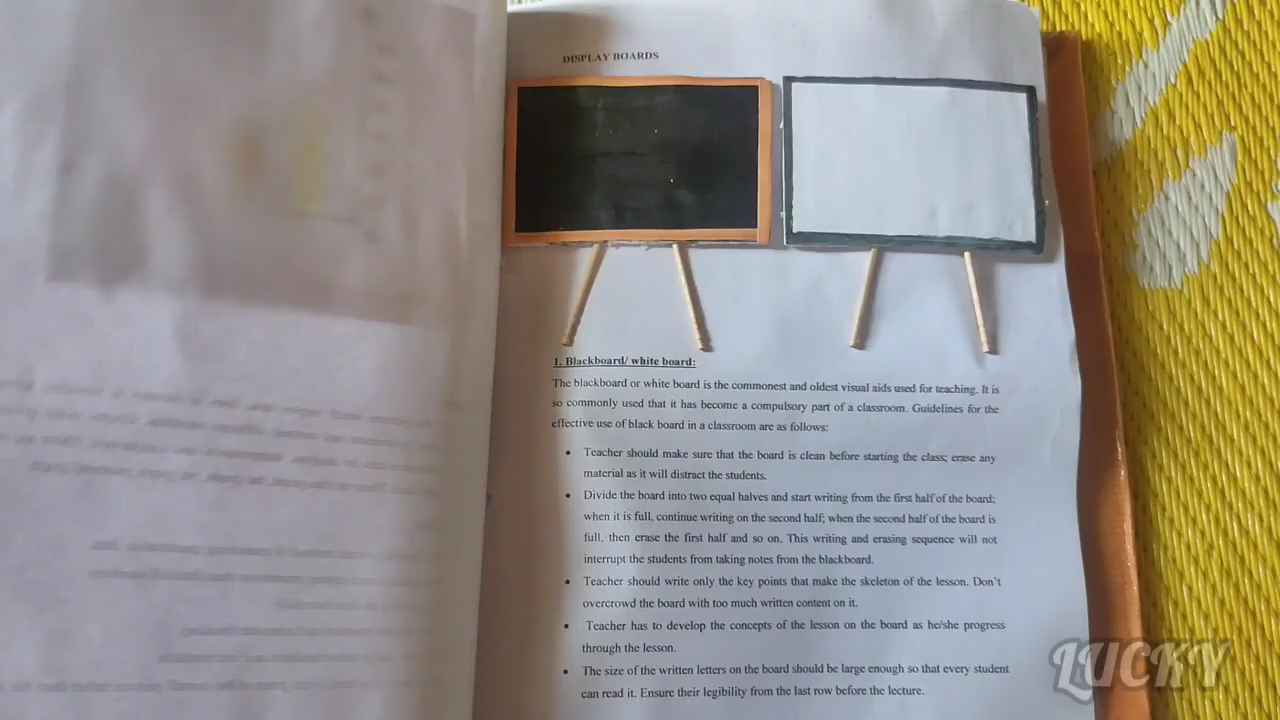 DISPLAY BOARDS
1. Blackboard/ white board:
The blackboard or white board is the commonest and oldest visual aids used for teaching. It is
so commonly used that it has become a compulsory part of a classroom. Guidelines for the
effective use of black board in a classroom are as follows:
• Teacher should make sure that the board is clean before starting the class; erase any
material as it will distract the students.
• Divide the board into two equal halves and start writing from the first half of the board;
when it is full, continue writing on the second half; when the second half of the board is
full, then erase the first half and so on. This writing and erasing sequence will not
interrupt the students from taking notes from the blackboard.
• Teacher should write only the key points that make the skeleton of the lesson. Don't
overcrowd the board with too much written content on it.
• Teacher has to develop the concepts of the lesson on the board as he/she progress
through the lesson.
• The size of the written letters on the board should be large enough so that every student
can read it. Ensure their legibility from the last row before the lecture.
LUCKY